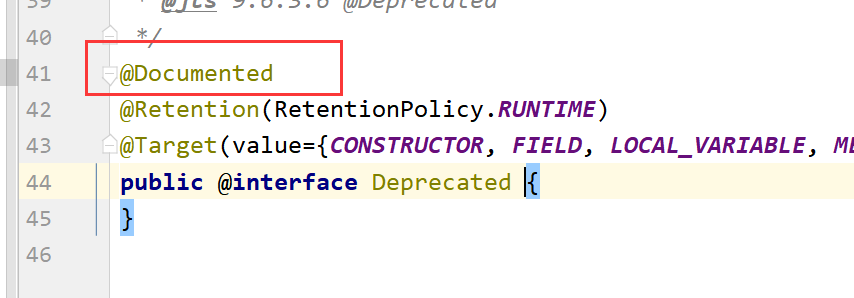 39 * @jls 9.6.3.6 @Deprecated
40 */
41 @Documented
42 @Retention(RetentionPolicy.RUNTIME)
43 @Target(value={CONSTRUCTOR, FIELD, LOCAL_VARIABLE, ME
44 public @interface Deprecated {
45 }
46